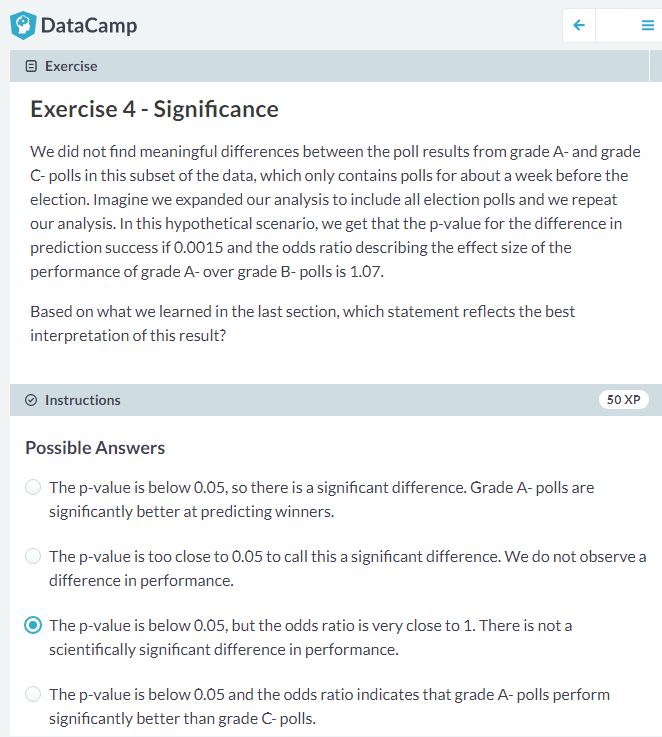 DataCamp
Exercise
Exercise 4 - Significance
We did not find meaningful differences between the poll results from grade A- and grade
C- polls in this subset of the data, which only contains polls for about a week before the
election. Imagine we expanded our analysis to include all election polls and we repeat
our analysis. In this hypothetical scenario, we get that the p-value for the difference in
prediction success if 0.0015 and the odds ratio describing the effect size of the
performance of grade A- over grade B- polls is 1.07.
Based on what we learned in the last section, which statement reflects the best
interpretation of this result?
Instructions
50 XP
Possible Answers
The p-value is below 0.05, so there is a significant difference. Grade A- polls are
significantly better at predicting winners.
The p-value is too close to 0.05 to call this a significant difference. We do not observe a
difference in performance.
The p-value is below 0.05, but the odds ratio is very close to 1. There is not a
scientifically significant difference in performance.
The p-value is below 0.05 and the odds ratio indicates that grade A- polls perform
significantly better than grade C- polls.